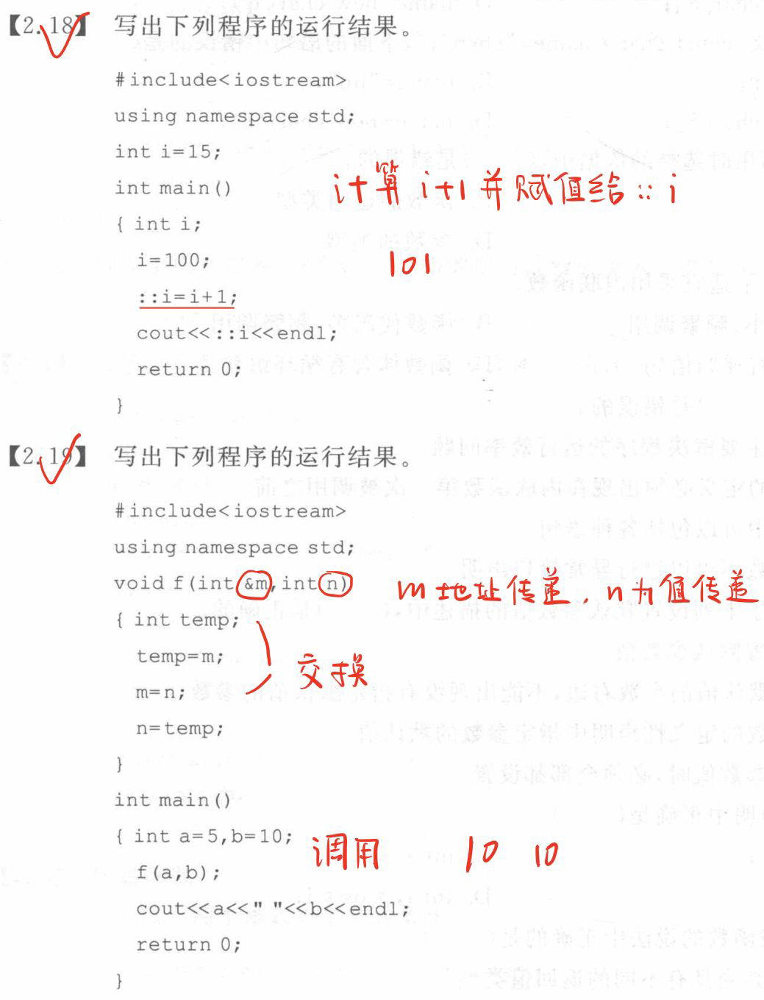 【2.18】 写出下列程序的运行结果。
#include<iostream>
using namespace std;
int i=15;
int main()
i+算 i+1 并赋值给::i
{ int i;
i=100;
101
::i=i+1;
cout<<::i<<endl;
return 0;
}
【2.19】 写出下列程序的运行结果。
#include<iostream>
using namespace std;
void f(int &m,int n)
m 地址传递，n为值传递
{ int temp;
temp=m;
交换
m=n;
n=temp;
}
int main()
{ int a=5,b=10;
调用 10 10
f(a,b);
cout<<a<<" "<<b<<endl;
return 0;
}